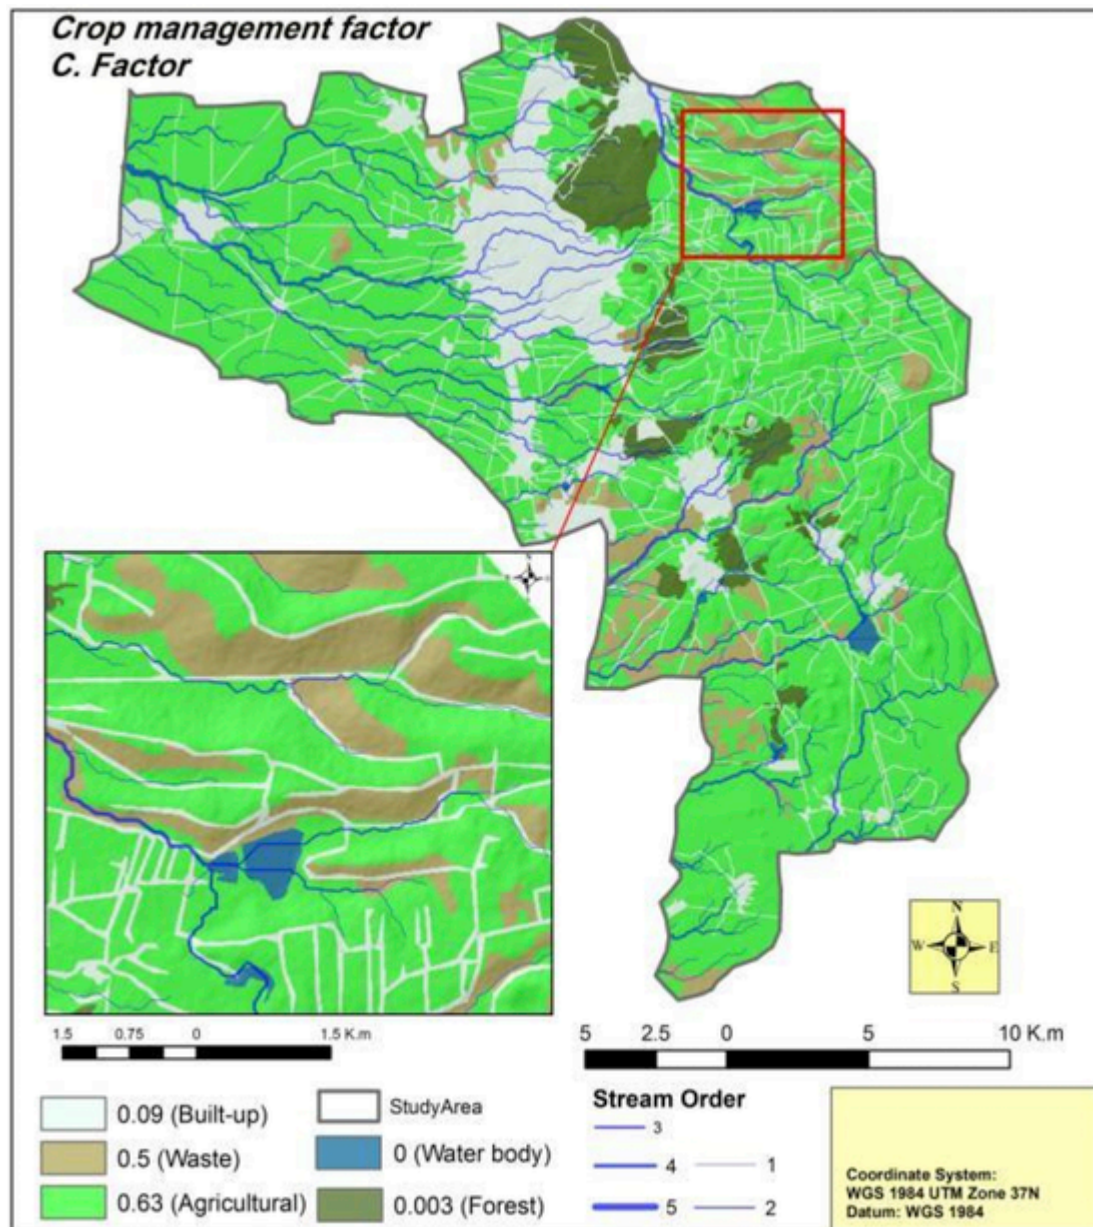 Crop management factor
C. Factor
N
W E
S
1.5 0.75 0 1.5 K.m
5 2.5 0 5 10 K.m
0.09 (Built-up)
0.5 (Waste)
0.63 (Agricultural)
StudyArea
0 (Water body)
0.003 (Forest)
Stream Order
3
4 1
5 2
Coordinate System:
WGS 1984 UTM Zone 37N
Datum: WGS 1984